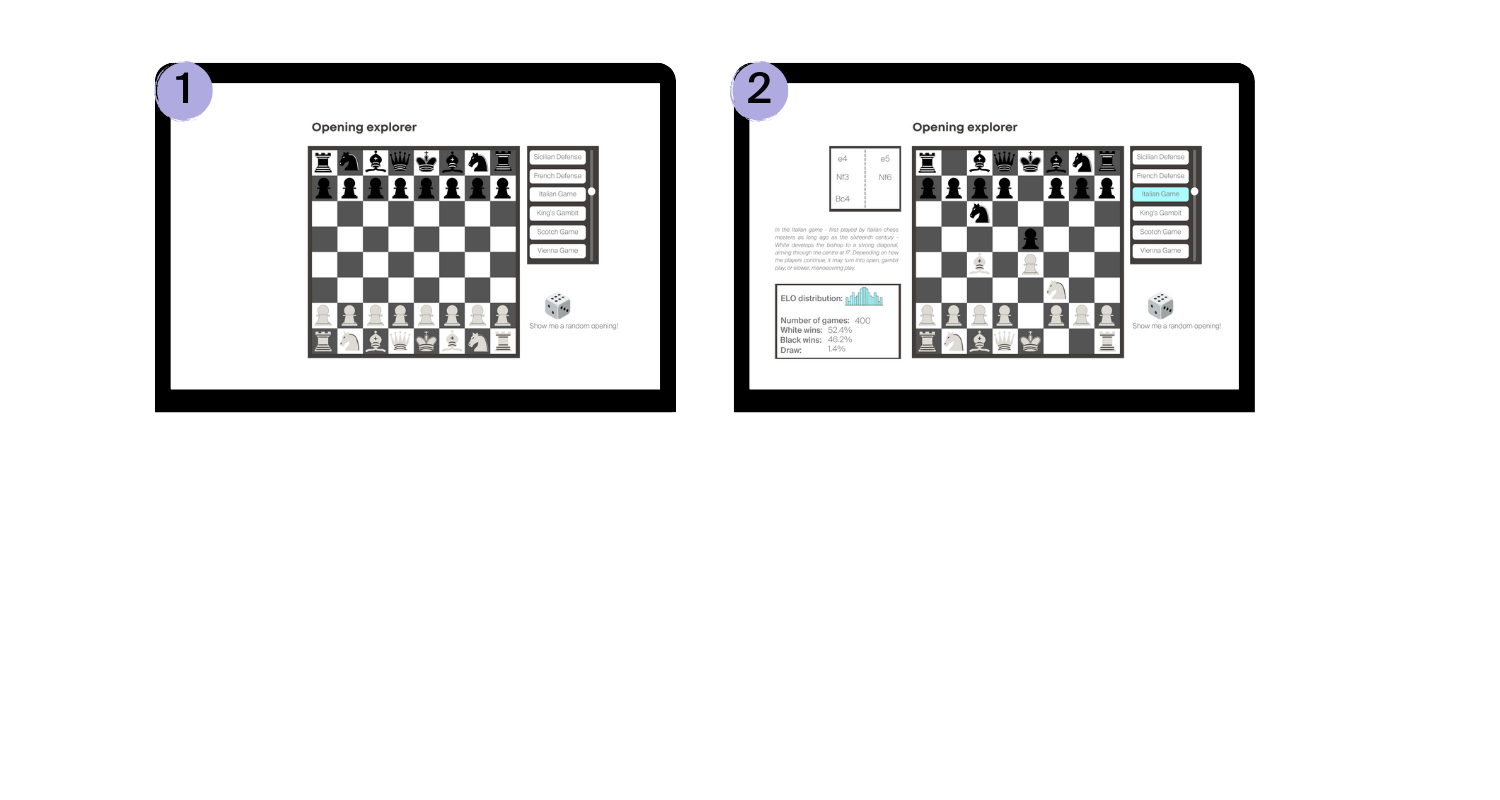 1
Opening explorer
Sicilian Defense
French Defense
Italian Game
King's Gambit
Scotch Game
Vienna Game
Show me a random opening!
2
Opening explorer
e4 e5
Nf3 Nf6
Bc4
In the Italian game - first played by Italian chess
masters as long ago as the sixteenth century -
White develops the bishop to a strong diagonal,
aiming through the centre at f7. Depending on how
the players continue, it may turn into open, gambit
play or slower, manoeuvring play.
ELO distribution:
Number of games: 400
White wins: 52.4%
Black wins: 46.2%
Draw: 1.4%
Sicilian Defense
French Defense
Italian Game
King's Gambit
Scotch Game
Vienna Game
Show me a random opening!